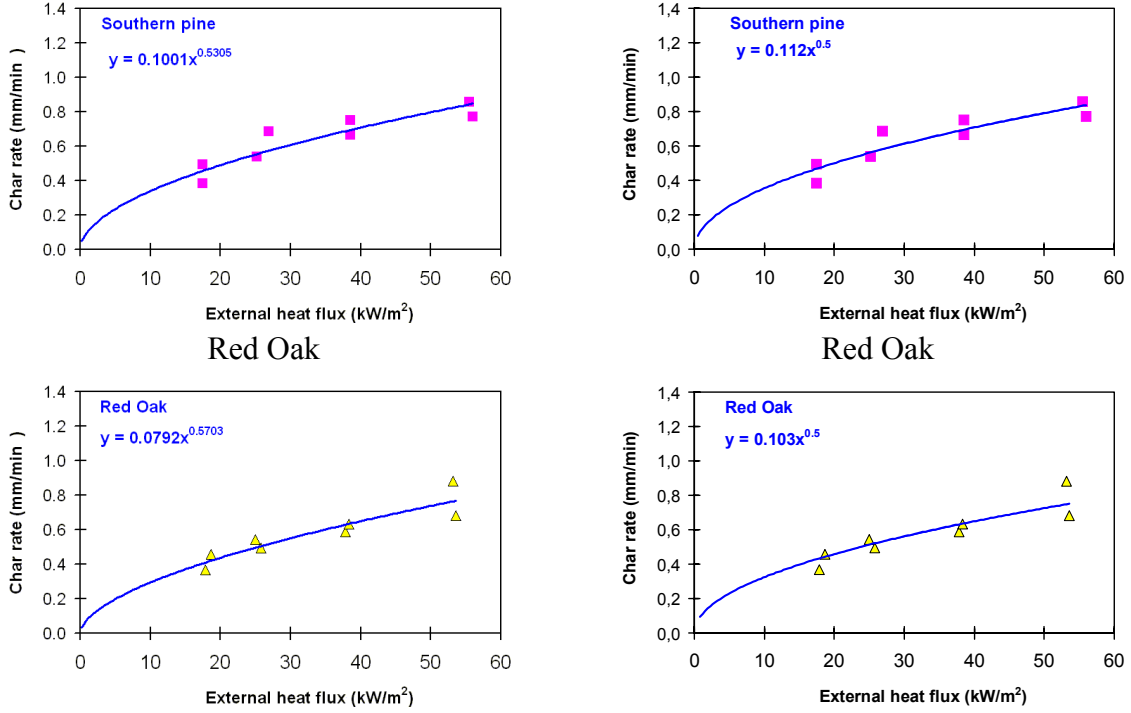 Southern pine
y = 0.1001x^0.5305
Char rate (mm/min )
1.4
1.2
1.0
0.8
0.6
0.4
0.2
0.0
0 10 20 30 40 50 60
External heat flux (kW/m²)
Southern pine
y = 0.112x^0.5
Char rate (mm/min)
1,4
1,2
1,0
0,8
0,6
0,4
0,2
0,0
0 10 20 30 40 50 60
External heat flux (kW/m²)
Red Oak
Red Oak
Red Oak
y = 0.0792x^0.5703
Char rate (mm/min )
1.4
1.2
1.0
0.8
0.6
0.4
0.2
0.0
0 10 20 30 40 50 60
External heat flux (kW/m²)
Red Oak
y = 0.103x^0.5
Char rate (mm/min)
1,4
1,2
1,0
0,8
0,6
0,4
0,2
0,0
0 10 20 30 40 50 60
External heat flux (kW/m²)